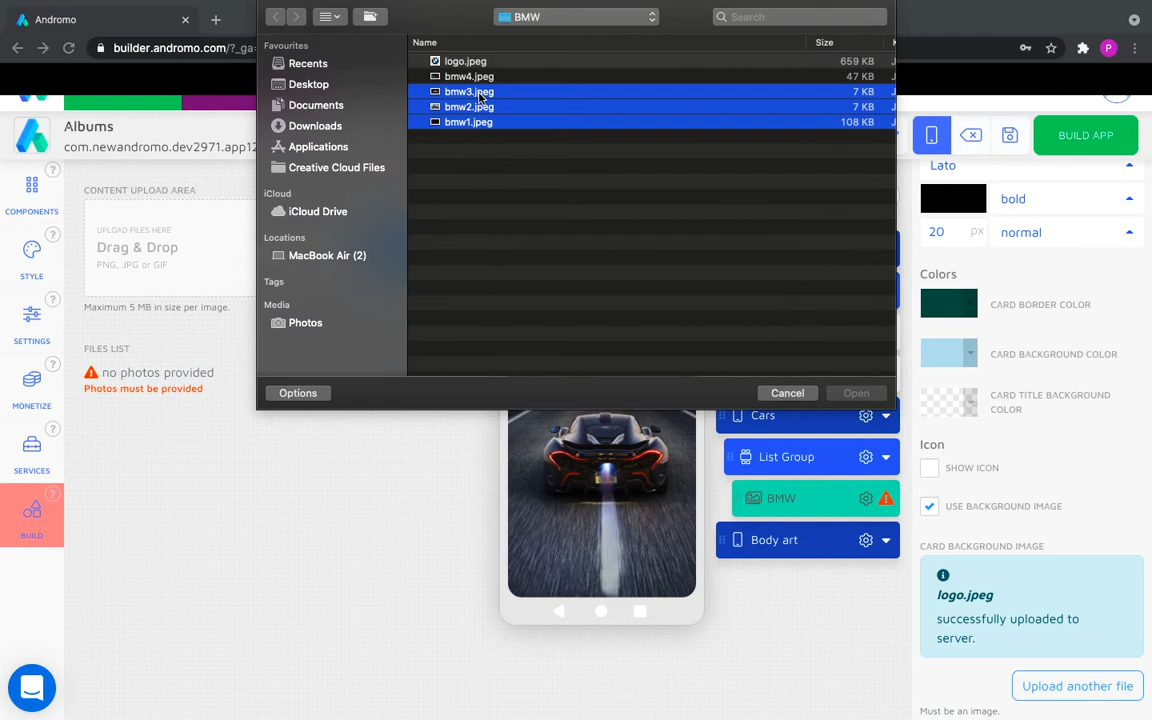 Andromo
builder.andromo.com/?_ga=
BMW
Search
Favourites
Recents
Desktop
Documents
Downloads
Applications
Creative Cloud Files
iCloud
iCloud Drive
Locations
MacBook Air (2)
Tags
Media
Photos
Name
Size
logo.jpeg
659 KB
bmw4.jpeg
47 KB
bmw3.jpeg
7 KB
bmw2.jpeg
7 KB
bmw1.jpeg
108 KB
Options
Cancel
Open
P
Albums
com.newandromo.dev2971.app12
BUILD APP
COMPONENTS
STYLE
SETTINGS
MONETIZE
SERVICES
BUILD
CONTENT UPLOAD AREA
UPLOAD FILES HERE
Drag & Drop
PNG, JPG or GIF
Maximum 5 MB in size per image.
FILES LIST
no photos provided
Photos must be provided
Cars
List Group
BMW
Body art
Lato
bold
20 px
normal
Colors
CARD BORDER COLOR
CARD BACKGROUND COLOR
CARD TITLE BACKGROUND
COLOR
Icon
SHOW ICON
USE BACKGROUND IMAGE
CARD BACKGROUND IMAGE
logo.jpeg
successfully uploaded to
server.
Upload another file
Must be an image.